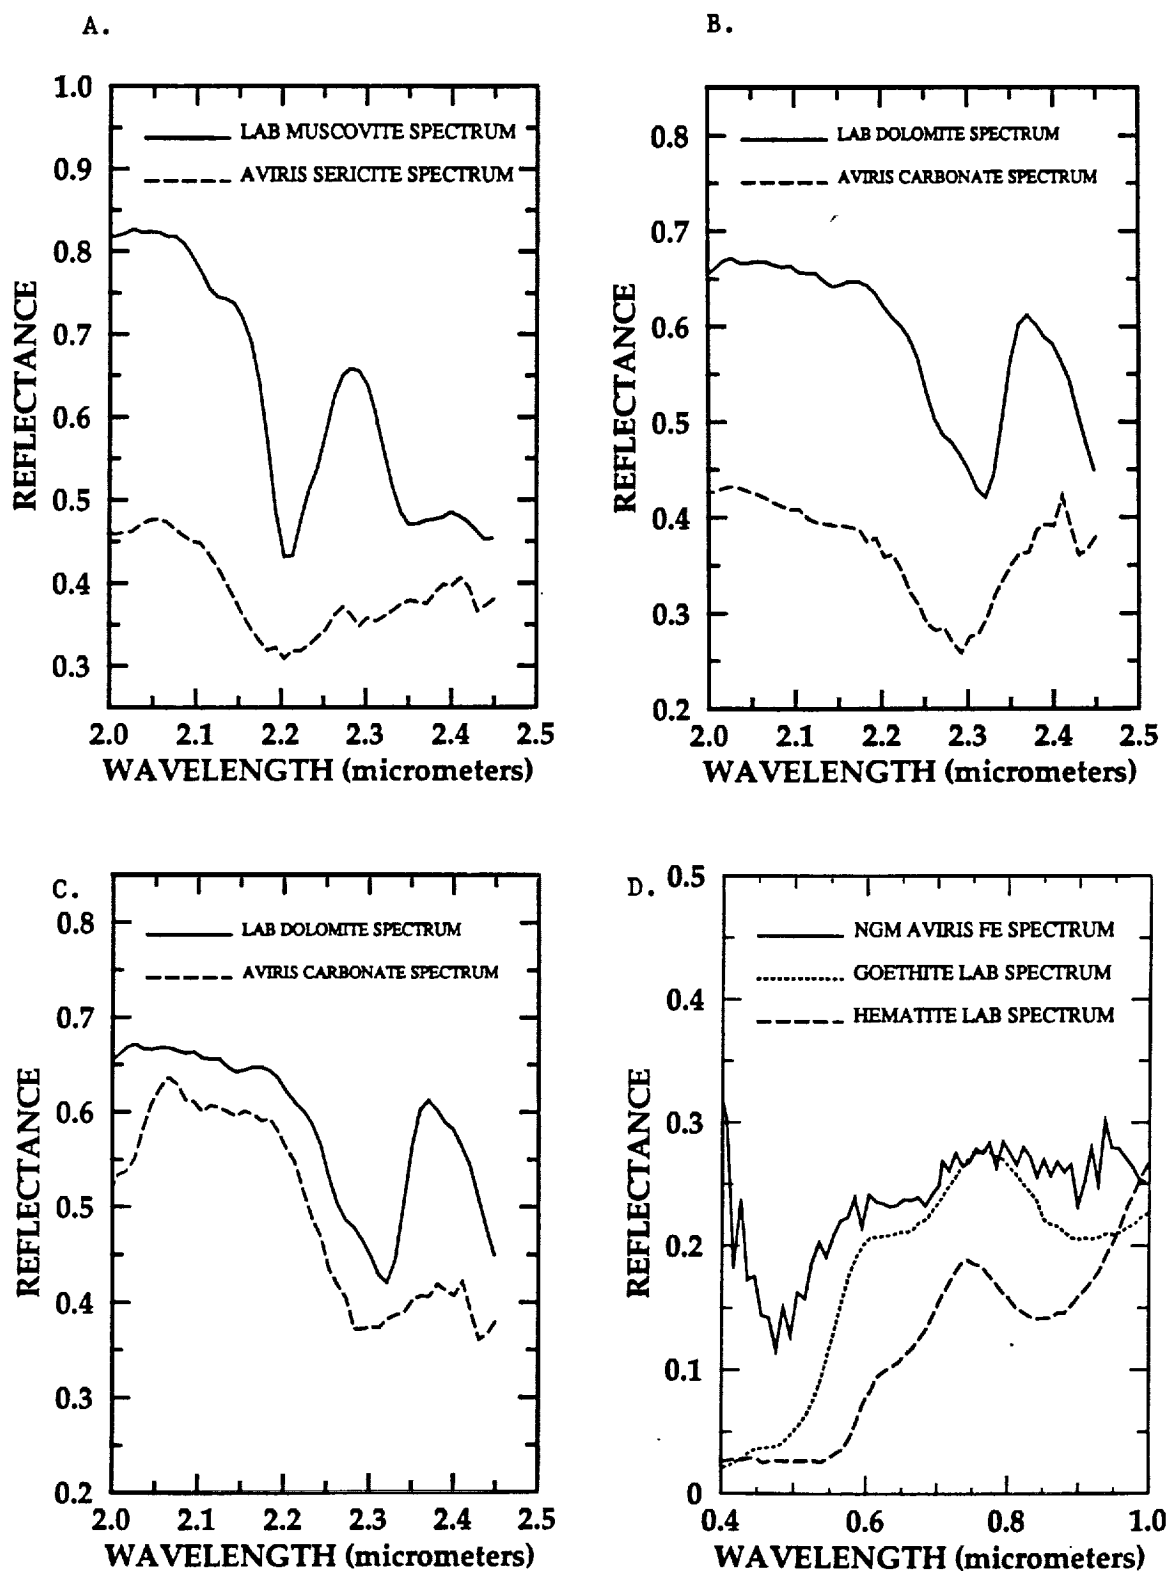 A.
1.0
0.9
0.8
0.7
0.6
0.5
0.4
0.3
REFLECTANCE
LAB MUSCOVITE SPECTRUM
AVIRIS SERICITE SPECTRUM
2.0 2.1 2.2 2.3 2.4 2.5
WAVELENGTH (micrometers)
B.
0.8
0.7
0.6
0.5
0.4
0.3
0.2
REFLECTANCE
LAB DOLOMITE SPECTRUM
AVIRIS CARBONATE SPECTRUM
2.0 2.1 2.2 2.3 2.4 2.5
WAVELENGTH (micrometers)
C.
0.8
0.7
0.6
0.5
0.4
0.3
0.2
REFLECTANCE
LAB DOLOMITE SPECTRUM
AVIRIS CARBONATE SPECTRUM
2.0 2.1 2.2 2.3 2.4 2.5
WAVELENGTH (micrometers)
D.
0.5
0.4
0.3
0.2
0.1
0
REFLECTANCE
NGM AVIRIS FE SPECTRUM
GOETHITE LAB SPECTRUM
HEMATITE LAB SPECTRUM
0.4 0.6 0.8 1.0
WAVELENGTH (micrometers)